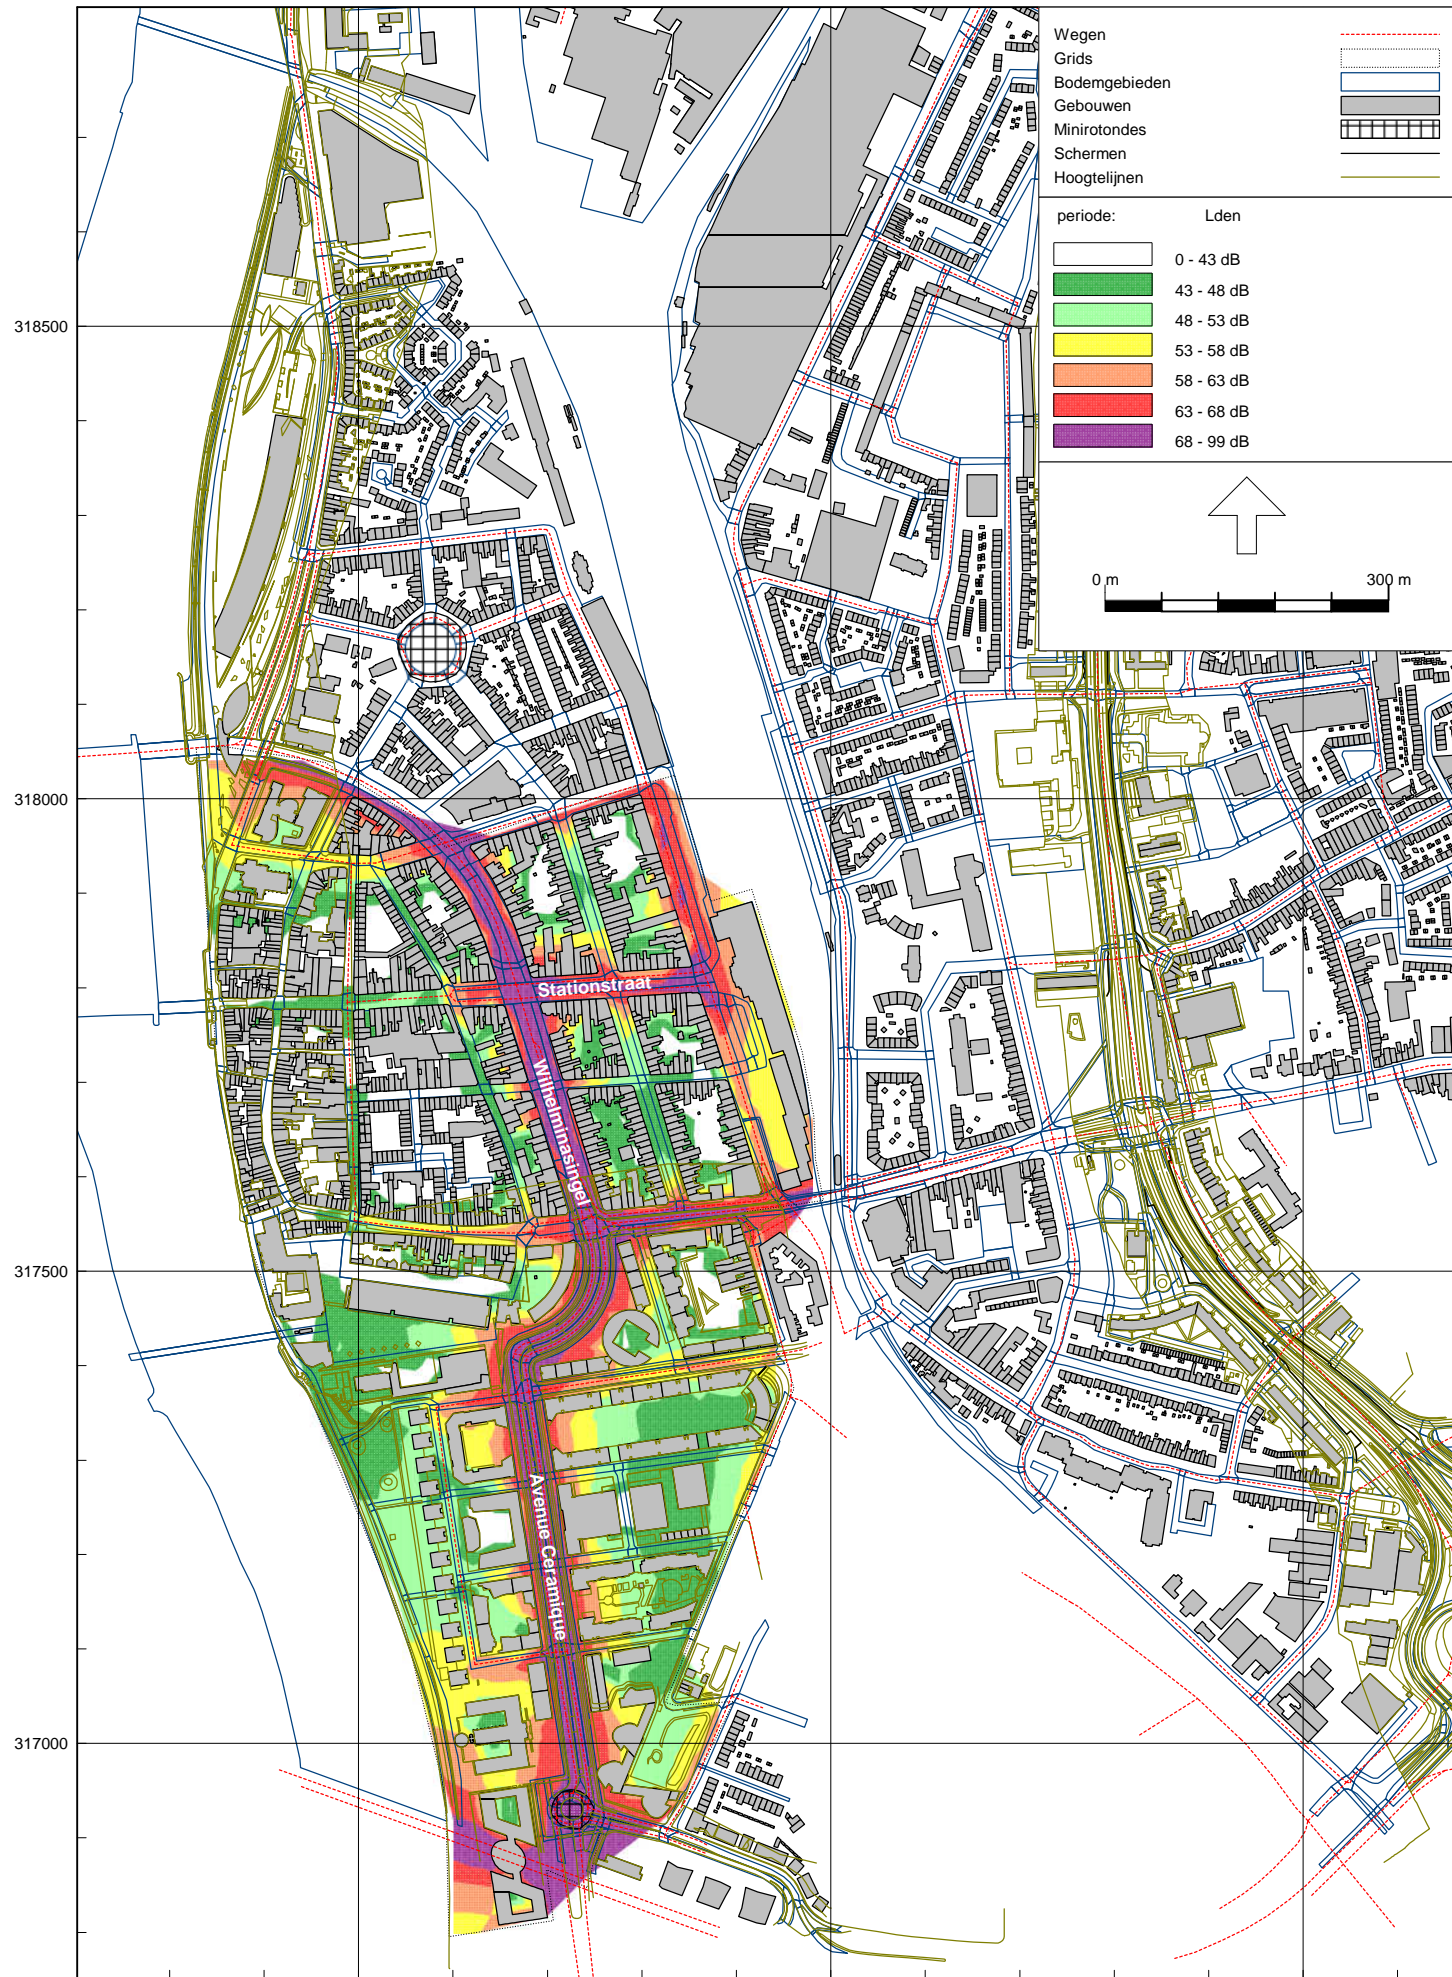 Wegen
Grids
Bodemgebieden
Gebouwen
Minirotondes
Schermen
Hoogtelijnen
periode: Lden
0 - 43 dB
43 - 48 dB
48 - 53 dB
53 - 58 dB
58 - 63 dB
63 - 68 dB
68 - 99 dB
0 m 300 m
318500
318000
317500
317000
Stationstraat
Wilhelminasingel
Avenue Ceramique